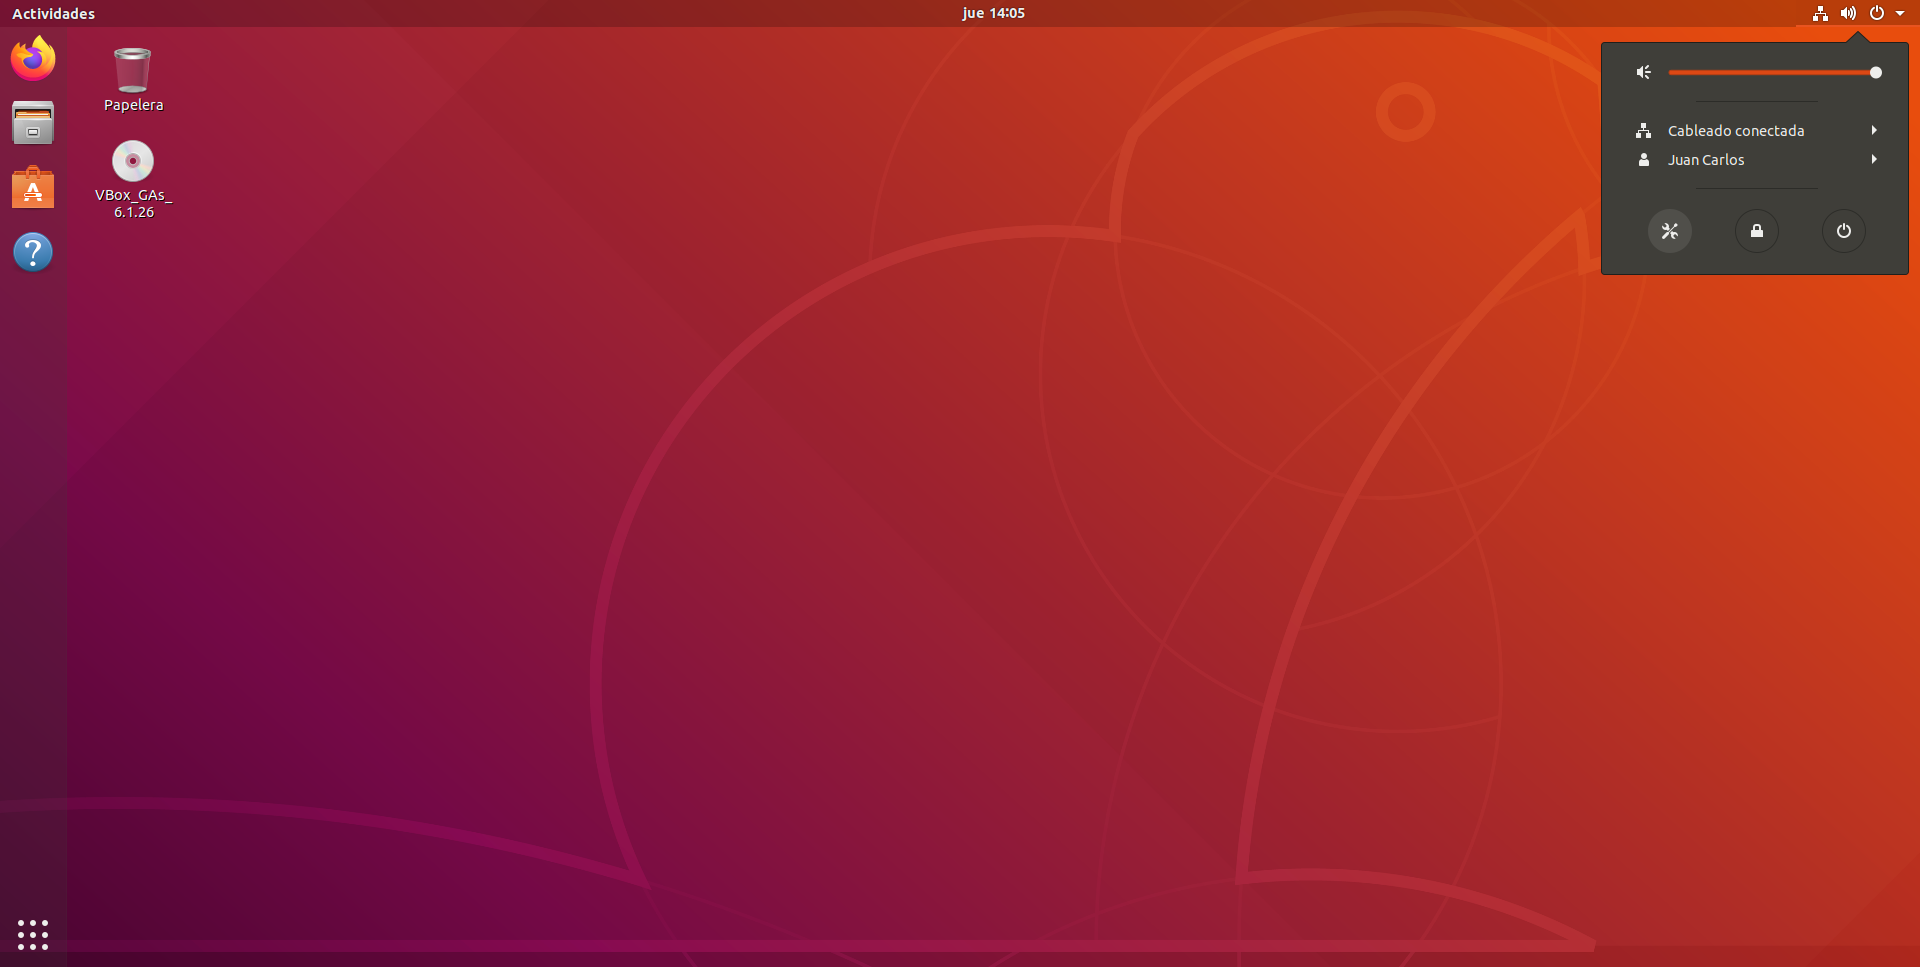 Actividades
jue 14:05
Papelera
VBox_GAs_
6.1.26
Cableado conectada
Juan Carlos